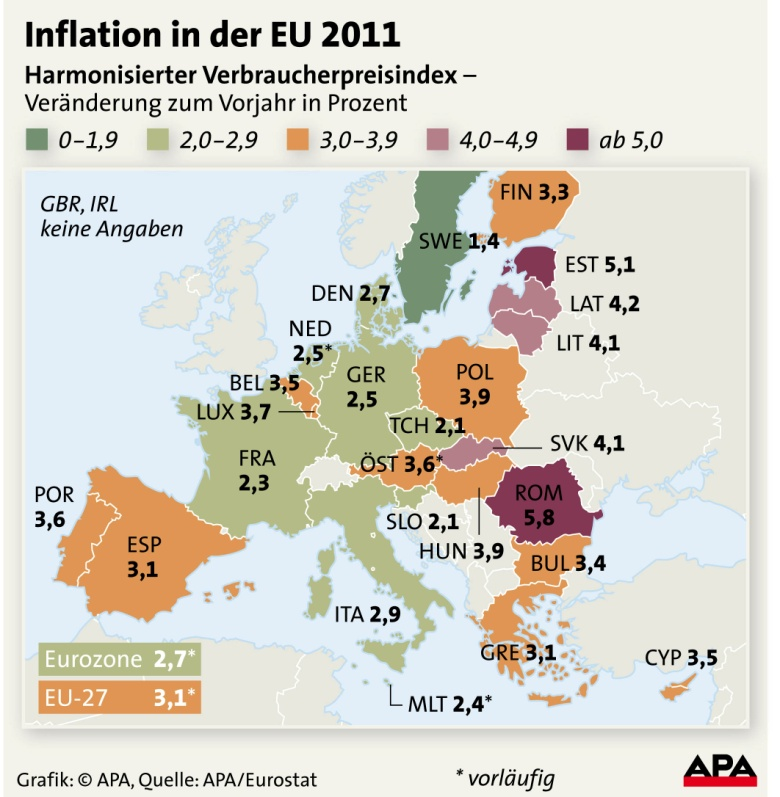 Inflation in der EU 2011
Harmonisierter Verbraucherpreisindex –
Veränderung zum Vorjahr in Prozent
0–1,9 2,0–2,9 3,0–3,9 4,0–4,9 ab 5,0
GBR, IRL
keine Angaben
FIN 3,3
SWE 1,4
EST 5,1
DEN 2,7
LAT 4,2
NED
2,5*
LIT 4,1
BEL 3,5
GER
2,5
POL
3,9
LUX 3,7
TCH 2,1
SVK 4,1
FRA
2,3
ÖST 3,6*
POR
3,6
ROM
5,8
SLO 2,1
ESP
3,1
HUN 3,9
BUL 3,4
ITA 2,9
GRE 3,1
CYP 3,5
Eurozone 2,7*
EU-27 3,1*
MLT 2,4*
Grafik: © APA, Quelle: APA/Eurostat
* vorläufig
APA